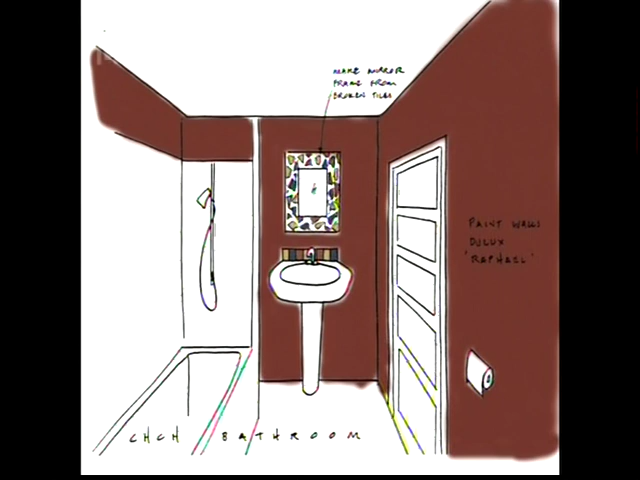 MAKE MIRROR
FRAME FROM
BROKEN TILES
PAINT WALLS
DULUX
'RAPHAEL'
CHCH BATHROOM